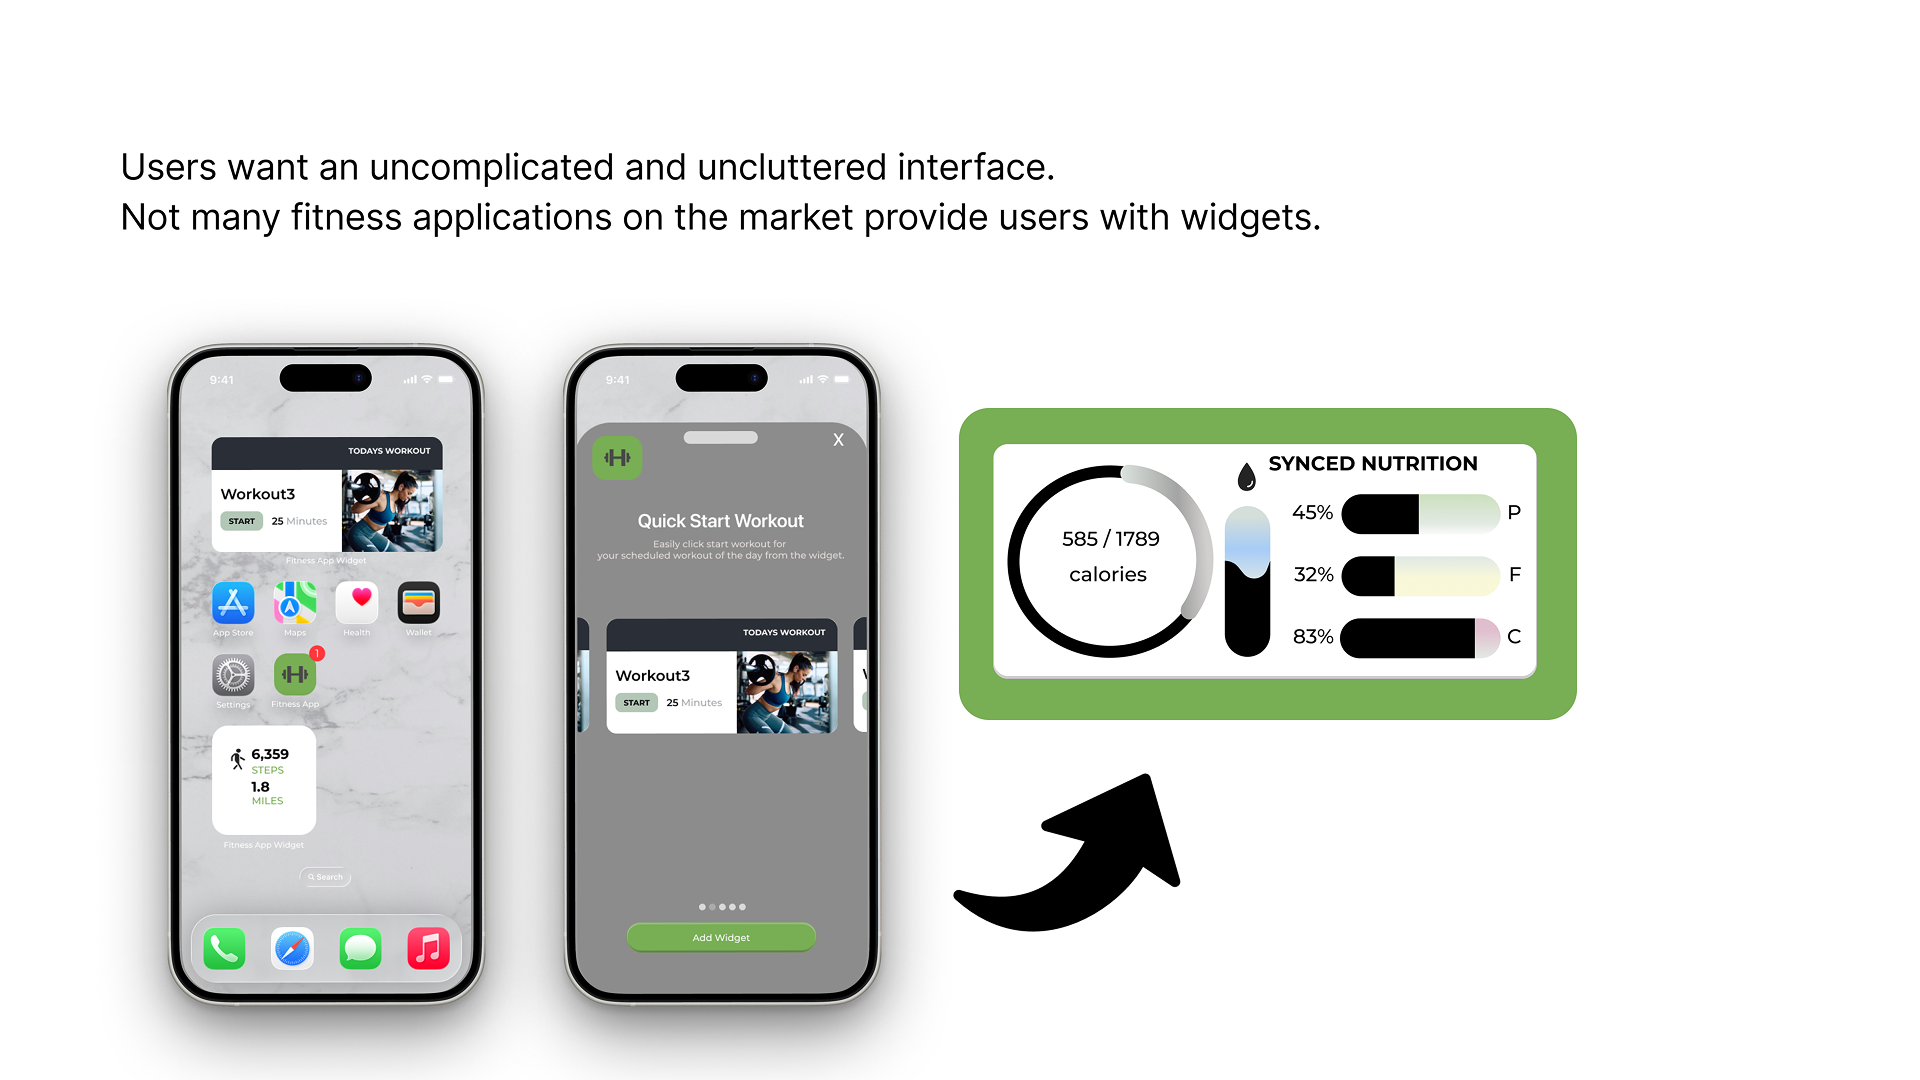 Users want an uncomplicated and uncluttered interface.
Not many fitness applications on the market provide users with widgets.
9:41
TODAYS WORKOUT
Workout3
START 25 Minutes
Fitness App Widget
App Store Maps Health Wallet
1
Settings Fitness App
6,359
STEPS
1.8
MILES
Fitness App Widget
Search
9:41
X
Quick Start Workout
Easily click start workout for
your scheduled workout of the day from the widget.
TODAYS WORKOUT
Workout3
START 25 Minutes
Add Widget
SYNCED NUTRITION
585 / 1789
calories
45% P
32% F
83% C